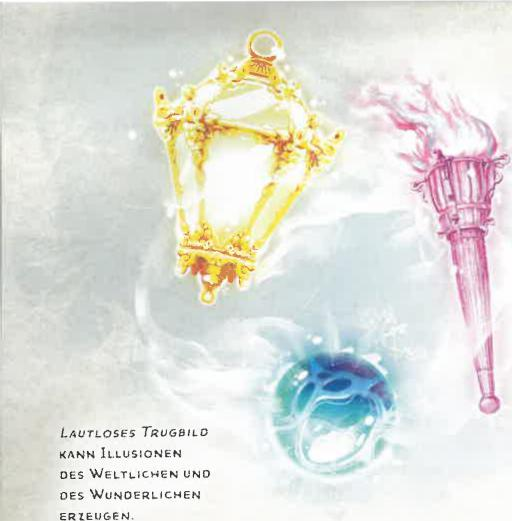 Lautloses Trugbild
kann Illusionen
des Weltlichen und
des Wunderlichen
erzeugen.